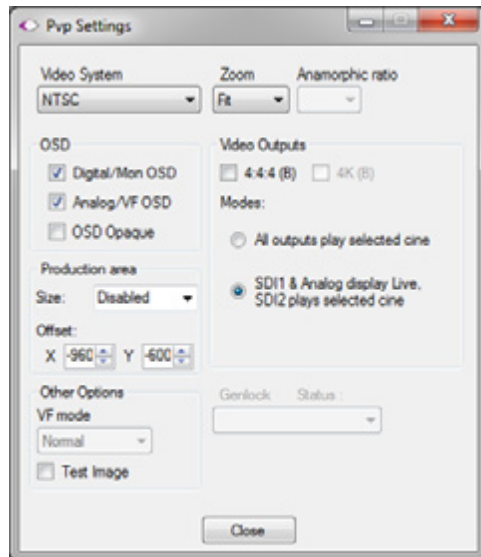 Pvp Settings
Video System
NTSC
Zoom
Fit
Anamorphic ratio
OSD
Digital/Mon OSD
Analog/VF OSD
OSD Opaque
Video Outputs
4:4:4 (B)
4K (B)
Modes:
All outputs play selected cine
SDI1 & Analog display Live,
SDI2 plays selected cine
Production area
Size: Disabled
Offset:
X -960 Y -600
Other Options
VF mode
Normal
Test Image
Genlock Status :
Close